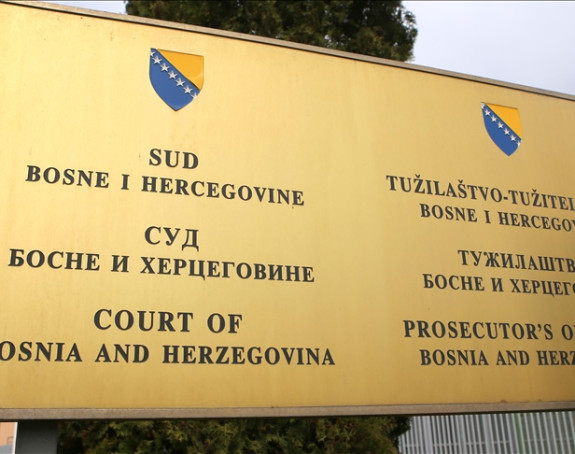 SUD
BOSNE I HERCEGOVINE
СУД
БОСНЕ И ХЕРЦЕГОВИНЕ
COURT OF
OSNIA AND HERZEGOVINA
TUŽILAŠTVO-TUŽITEL
BOSNE I HERCEGOV
ТУЖИЛАШТВ
БОСНЕ И ХЕРЦЕГО
PROSECUTOR'S O
BOSNIA AND HERZ